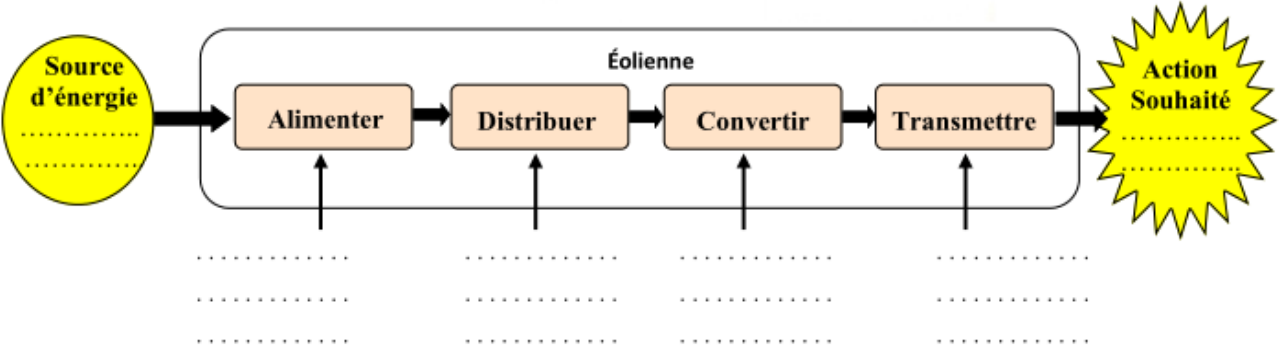 Éolienne
Source
d'énergie
…………..
………….
Alimenter
Distribuer
Convertir
Transmettre
Action
Souhaité
…………..
…………..
. . . . . . . . . . . . . . . . . . . . . . . . . . . . . . . . . . . . . . . . . . . . . . . . . . . .
. . . . . . . . . . . . . . . . . . . . . . . . . . . . . . . . . . . . . . . . . . . . . . . . . . . .
. . . . . . . . . . . . . . . . . . . . . . . . . . . . . . . . . . . . . . . . . . . . . . . . . . . .